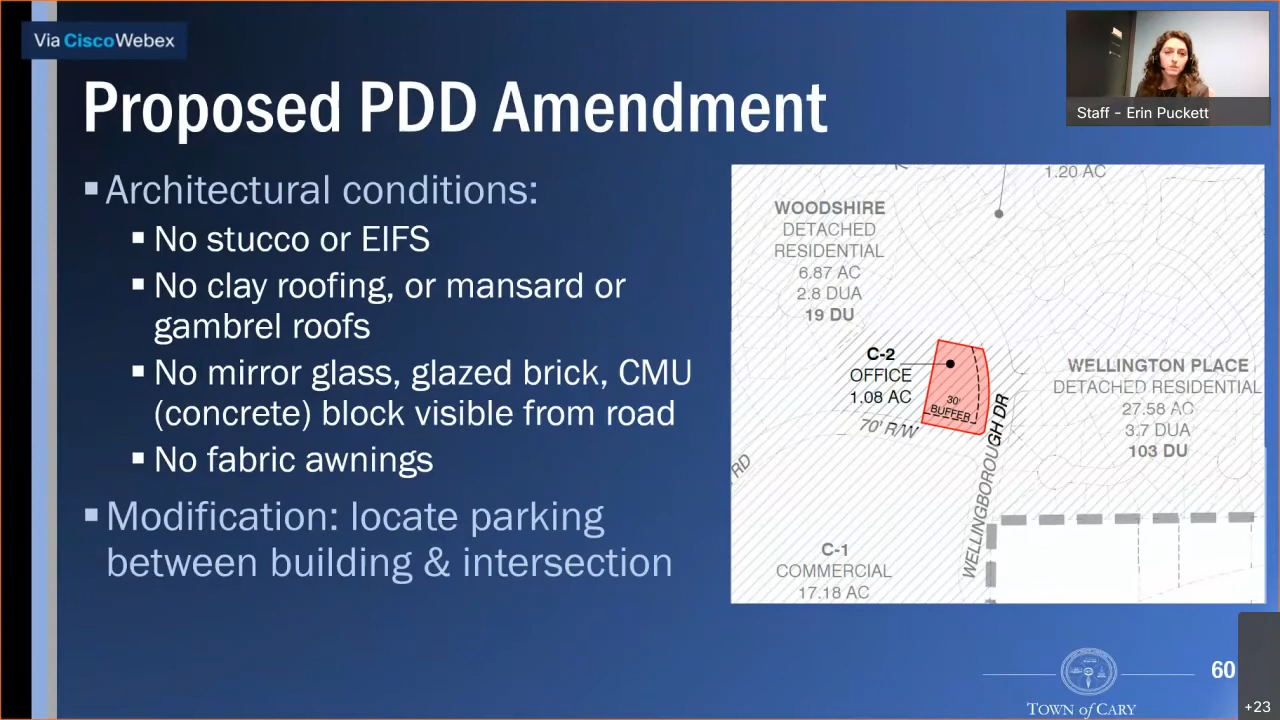 Via CiscoWebex
Proposed PDD Amendment
Staff - Erin Puckett
▪Architectural conditions:
▪No stucco or EIFS
▪No clay roofing, or mansard or
gambrel roofs
▪No mirror glass, glazed brick, CMU
(concrete) block visible from road
▪No fabric awnings
▪Modification: locate parking
between building & intersection
1.20 AC
WOODSHIRE
DETACHED
RESIDENTIAL
6.87 AC
2.8 DUA
19 DU
C-2
OFFICE
1.08 AC
30'
BUFFER
70' R/W
WELLINGTON PLACE
DETACHED RESIDENTIAL
27.58 AC
3.7 DUA
103 DU
WELLINGBOROUGH DR
RD
C-1
COMMERCIAL
17.18 AC
60
TOWN of CARY
+23